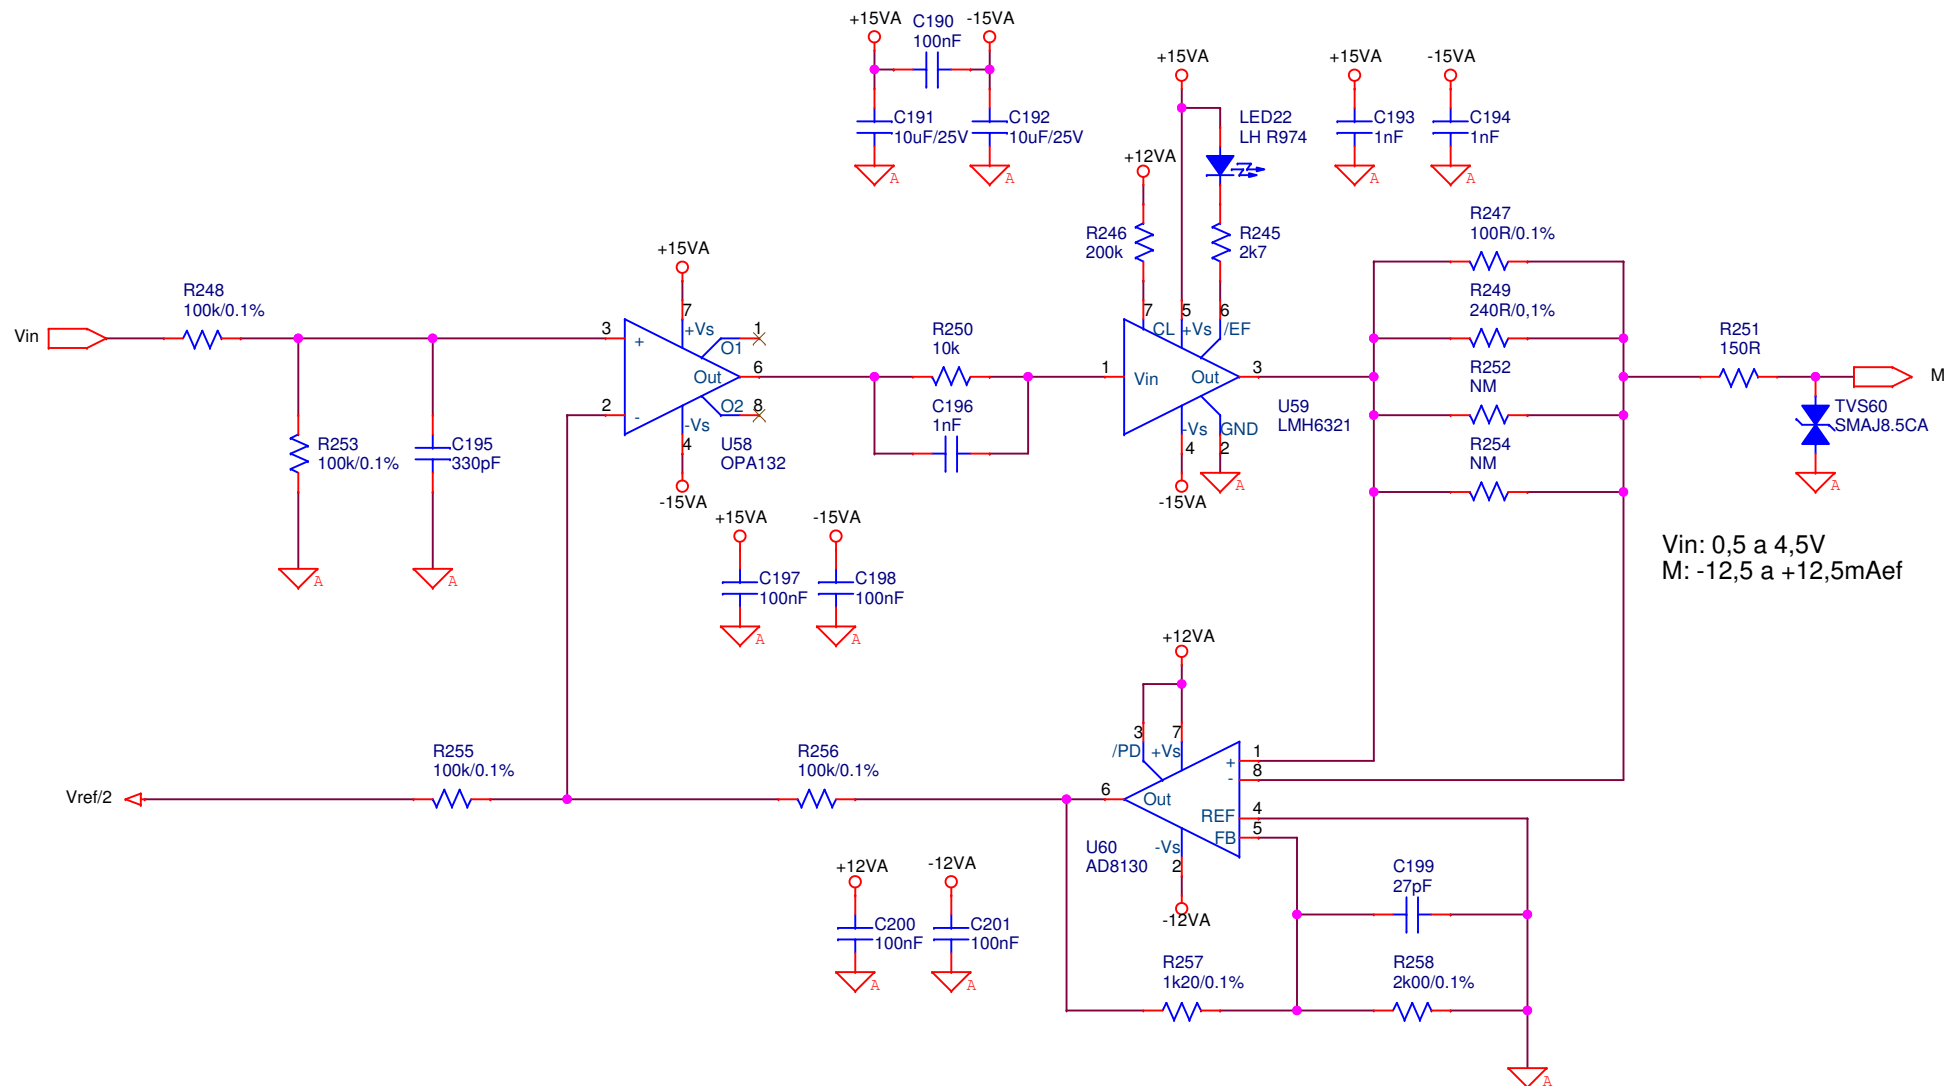 +15VA
C190
100nF
-15VA
C191
10uF/25V
C192
10uF/25V
A
A
+15VA
LED22
LH R974
+15VA
-15VA
C193
1nF
C194
1nF
A
A
+12VA
R246
200k
R245
2k7
R247
100R/0.1%
R249
240R/0,1%
R252
NM
R254
NM
R251
150R
M
TVS60
SMAJ8.5CA
A
Vin
R248
100k/0.1%
R253
100k/0.1%
C195
330pF
A
A
+15VA
3
2
7
+Vs
+
-
1
O1
Out
6
O2
8
-Vs
4
U58
OPA132
-15VA
R250
10k
C196
1nF
1
Vin
7
CL
5
+Vs
6
/EF
Out
3
-Vs
4
GND
2
U59
LMH6321
-15VA
A
+15VA
-15VA
C197
100nF
C198
100nF
A
A
Vin: 0,5 a 4,5V
M: -12,5 a +12,5mAef
+12VA
3
/PD
7
+Vs
+
1
-
8
REF
4
FB
5
Out
6
-Vs
2
U60
AD8130
-12VA
Vref/2
R255
100k/0.1%
R256
100k/0.1%
+12VA
-12VA
C200
100nF
C201
100nF
A
A
C199
27pF
R257
1k20/0.1%
R258
2k00/0.1%
A